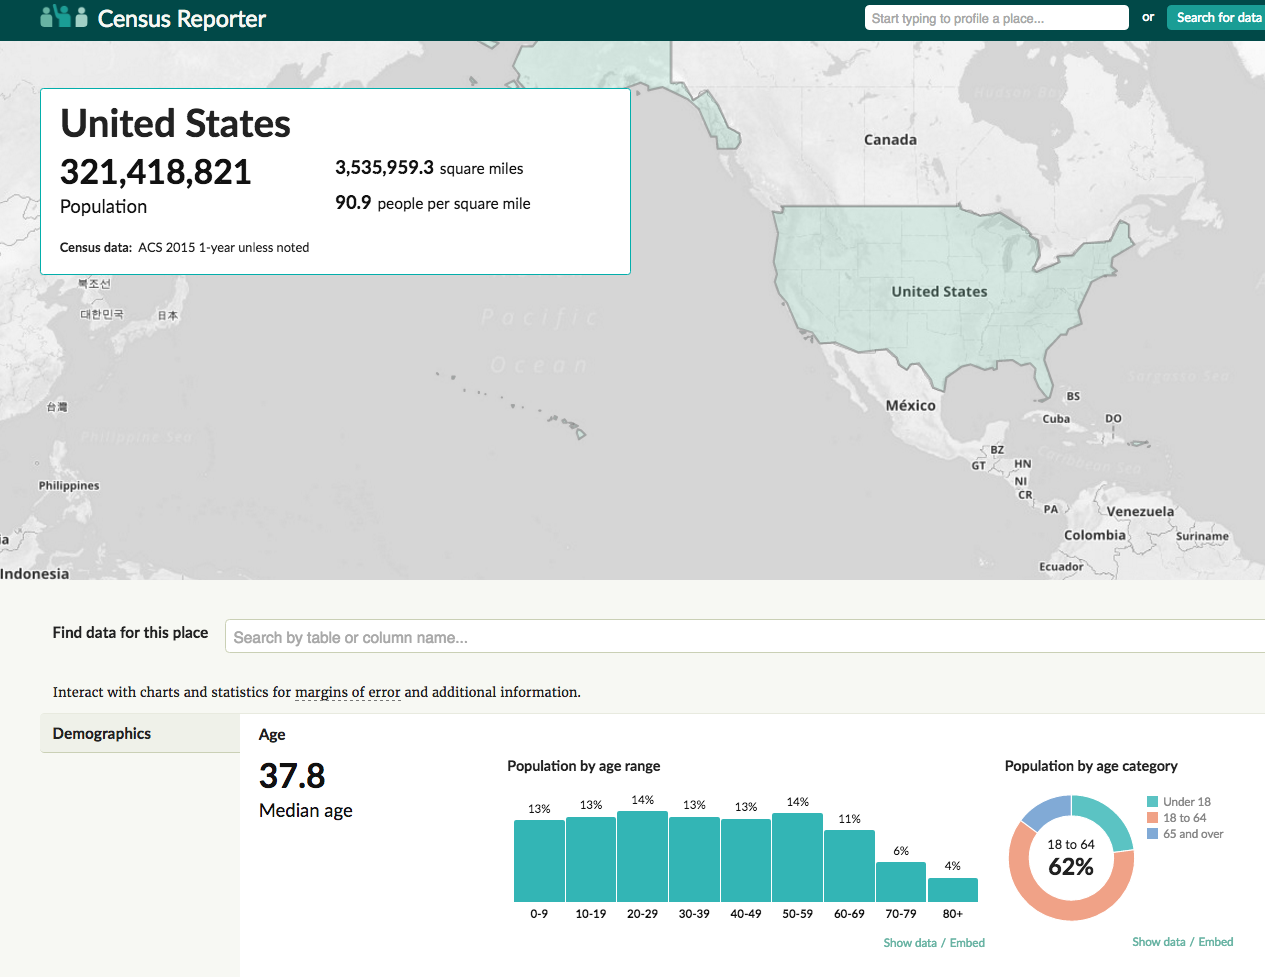 Census Reporter
Start typing to profile a place...
or
Search for data
United States
321,418,821
Population
3,535,959.3 square miles
90.9 people per square mile
Census data: ACS 2015 1-year unless noted
Hudson Bay
Canada
United States
북조선
대한민국
日本
Pacific
Ocean
Sargasso Sea
México
BS
Cuba
DO
台灣
Philippine Sea
BZ
GT
HN
Caribbean Sea
NI
CR
Philippines
PA
Venezuela
Colombia
Suriname
ia
Ecuador
Indonesia
Find data for this place
Search by table or column name...
Interact with charts and statistics for margins of error and additional information.
Demographics
Age
37.8
Median age
Population by age range
13%
13%
14%
13%
13%
14%
11%
6%
4%
0-9
10-19
20-29
30-39
40-49
50-59
60-69
70-79
80+
Show data / Embed
Population by age category
Under 18
18 to 64
65 and over
18 to 64
62%
Show data / Embed